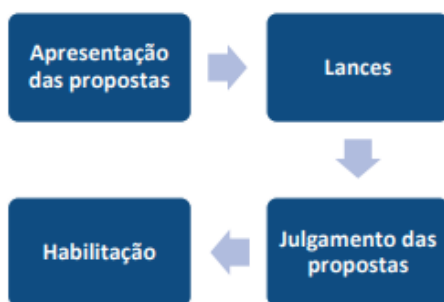 Apresentação
das propostas
Lances
Julgamento das
propostas
Habilitação